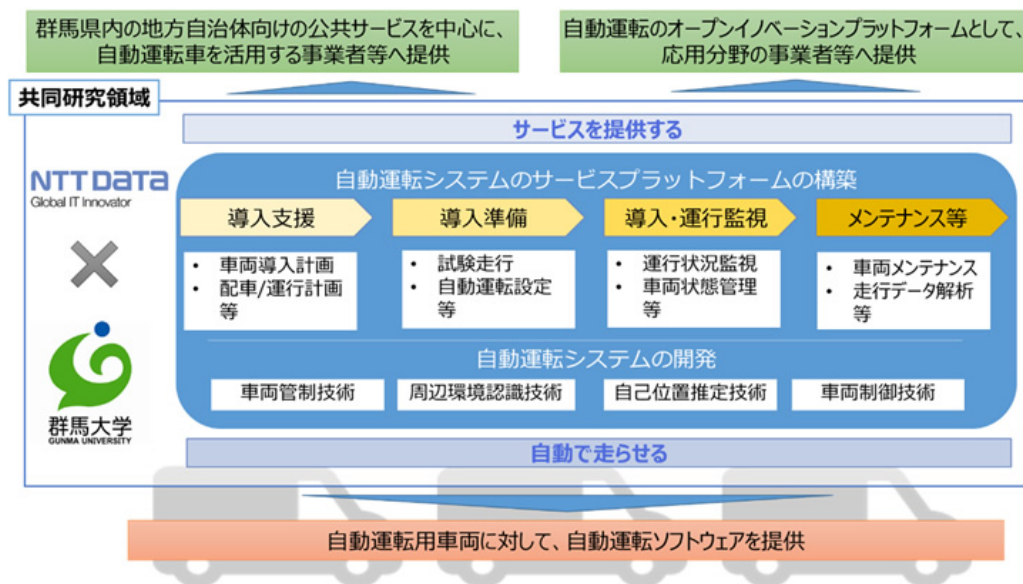 群馬県内の地方自治体向けの公共サービスを中心に、
自動運転車を活用する事業者等へ提供
自動運転のオープンイノベーションプラットフォームとして、
応用分野の事業者等へ提供
共同研究領域
サービスを提供する
NTT DATA
Global IT Innovator
×
群馬大学
GUNMA UNIVERSITY
自動運転システムのサービスプラットフォームの構築
導入支援
• 車両導入計画
• 配車/運行計画
等
導入準備
• 試験走行
• 自動運転設定
等
導入・運行監視
• 運行状況監視
• 車両状態管理
等
メンテナンス等
• 車両メンテナンス
• 走行データ解析
等
自動運転システムの開発
車両管制技術
周辺環境認識技術
自己位置推定技術
車両制御技術
自動で走らせる
自動運転用車両に対して、自動運転ソフトウェアを提供